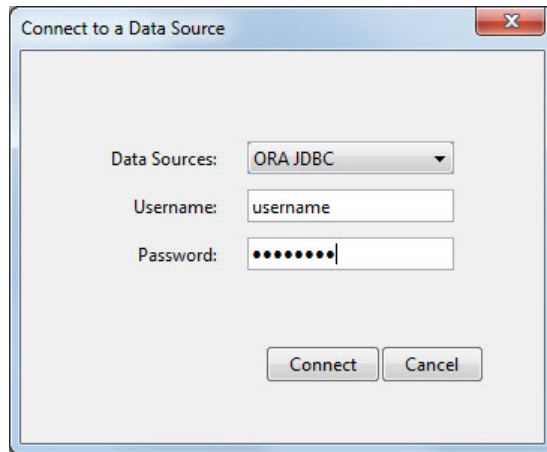 Connect to a Data Source
Data Sources: ORA JDBC
Username: username
Password: ••••••••
Connect Cancel